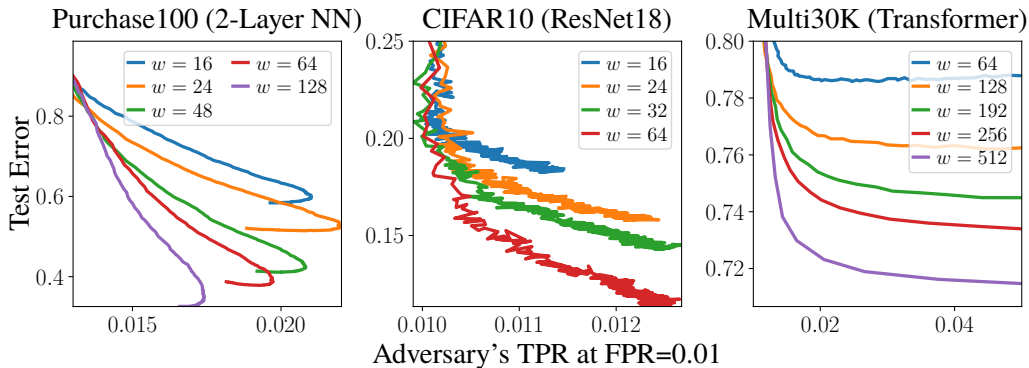 Purchase100 (2-Layer NN)
CIFAR10 (ResNet18)
Multi30K (Transformer)
Test Error
0.8
0.6
0.4
w = 16
w = 24
w = 48
w = 64
w = 128
0.015
0.020
0.25
0.20
0.15
w = 16
w = 24
w = 32
w = 64
0.010
0.011
0.012
0.80
0.78
0.76
0.74
0.72
w = 64
w = 128
w = 192
w = 256
w = 512
0.02
0.04
Adversary's TPR at FPR=0.01